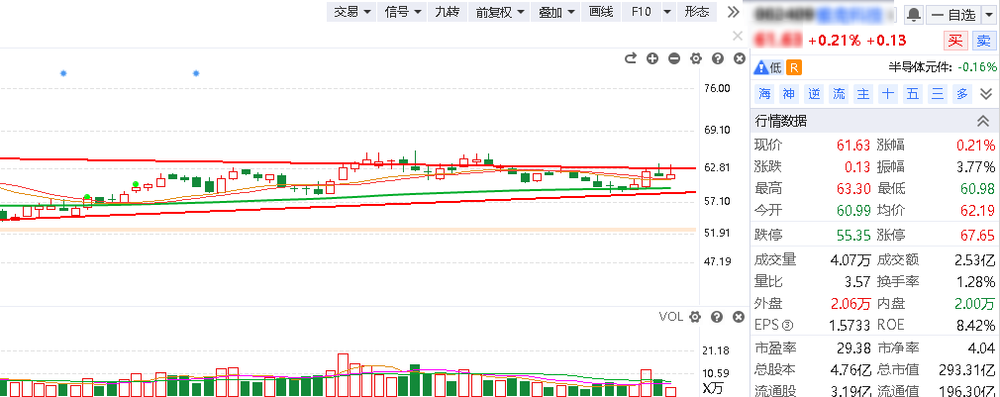 交易 信号 九转 前复权 叠加 画线 F10 形态
一 自选
+0.21% +0.13 买 卖
低 R 半导体元件: -0.16%
海 神 逆 流 主 十 五 三 多
行情数据
现价 61.63 涨幅 0.21%
涨跌 0.13 振幅 3.77%
最高 63.30 最低 60.98
今开 60.99 均价 62.19
跌停 55.35 涨停 67.65
成交量 4.07万 成交额 2.53亿
量比 3.57 换手率 1.28%
外盘 2.06万 内盘 2.00万
EPS③ 1.5733 ROE 8.42%
市盈率 29.38 市净率 4.04
总股本 4.76亿 总市值 293.31亿
流通股 3.19亿 流通值 196.30亿
76.00
69.10
62.81
57.10
51.91
47.19
VOL
21.18
10.59
X万